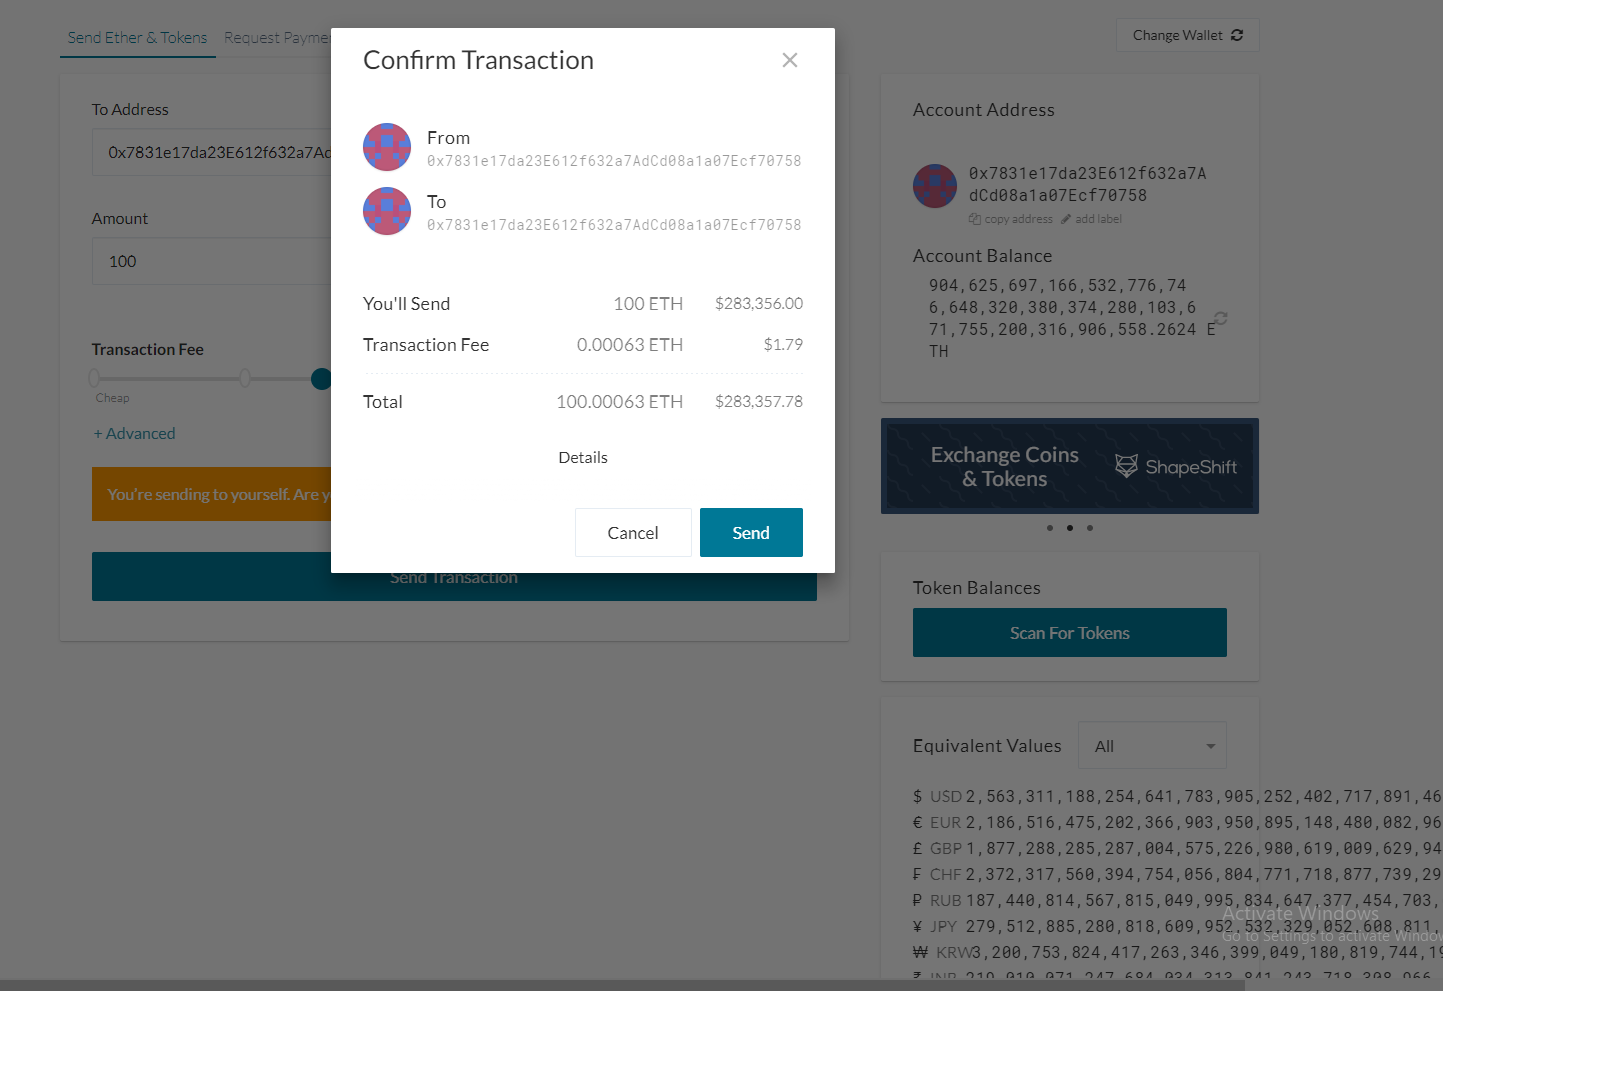 Send Ether & Tokens
Change Wallet
To Address
0x7831e17da23E612f632a7Ad
Amount
100
Transaction Fee
Cheap
+ Advanced
You're sending to yourself. Are
Send Transaction
Confirm Transaction
From
0x7831e17da23E612f632a7AdCd08a1a07Ecf70758
To
0x7831e17da23E612f632a7AdCd08a1a07Ecf70758
You'll Send 100 ETH $283,356.00
Transaction Fee 0.00063 ETH $1.79
Total 100.00063 ETH $283,357.78
Details
Cancel
Send
Account Address
0x7831e17da23E612f632a7A
dCd08a1a07Ecf70758
copy address add label
Account Balance
904,625,697,166,532,776,74
6,648,320,380,374,280,103,6
71,755,200,316,906,558.2624 E
TH
Exchange Coins
& Tokens
ShapeShift
Token Balances
Scan For Tokens
Equivalent Values All
$ USD 2,563,311,188,254,641,783,905,252,402,717,891,46
€ EUR 2,186,516,475,202,366,903,950,895,148,480,082,96
£ GBP 1,877,288,285,287,004,575,226,980,619,009,629,94
₣ CHF 2,372,317,560,394,754,056,804,771,718,877,739,29
₽ RUB 187,440,814,567,815,049,995,834,647,377,454,703,
¥ JPY 279,512,885,280,818,609,952,532,329,052,608,811,
₩ KRW 3,200,753,824,417,263,346,399,049,180,819,744,19
Activate Windows
Go to Settings to activate